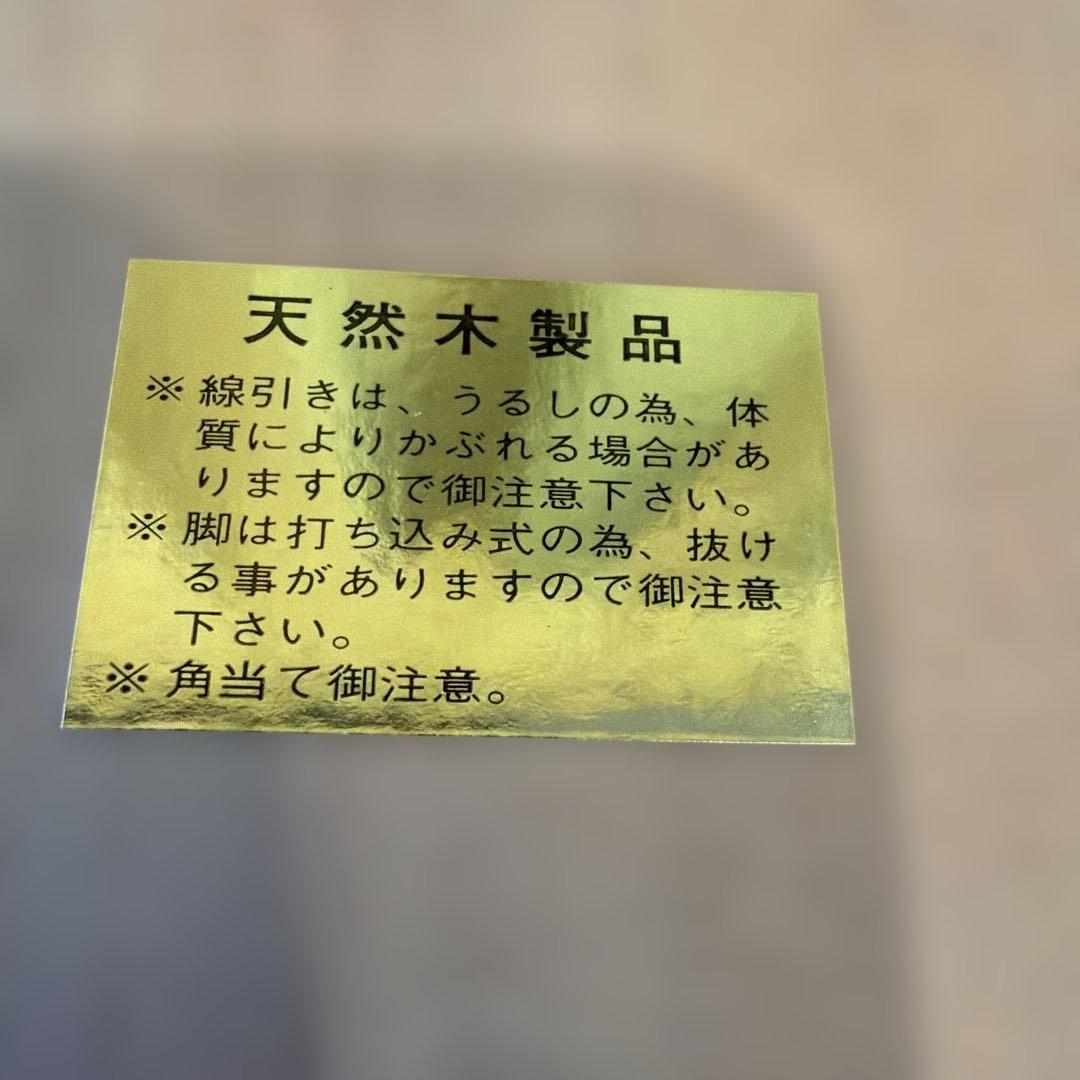 天然木製品
※線引きは、うるしの為、体
質によりかぶれる場合があ
りますので御注意下さい。
※脚は打ち込み式の為、抜け
る事がありますので御注意
下さい。
※角当て御注意。